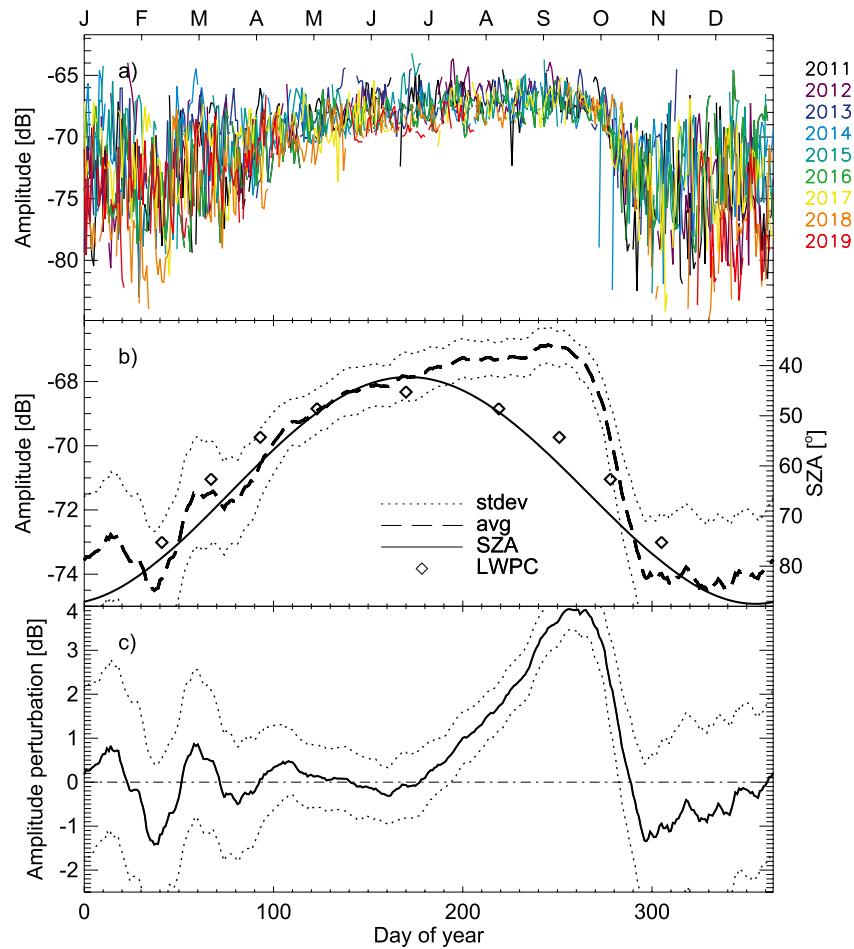 J F M A M J J A S O N D
a)
Amplitude [dB]
-65
-70
-75
-80
2011
2012
2013
2014
2015
2016
2017
2018
2019
b)
Amplitude [dB]
-68
-70
-72
-74
SZA [°]
40
50
60
70
80
stdev
avg
SZA
LWPC
c)
Amplitude perturbation [dB]
4
3
2
1
0
-1
-2
0 100 200 300
Day of year